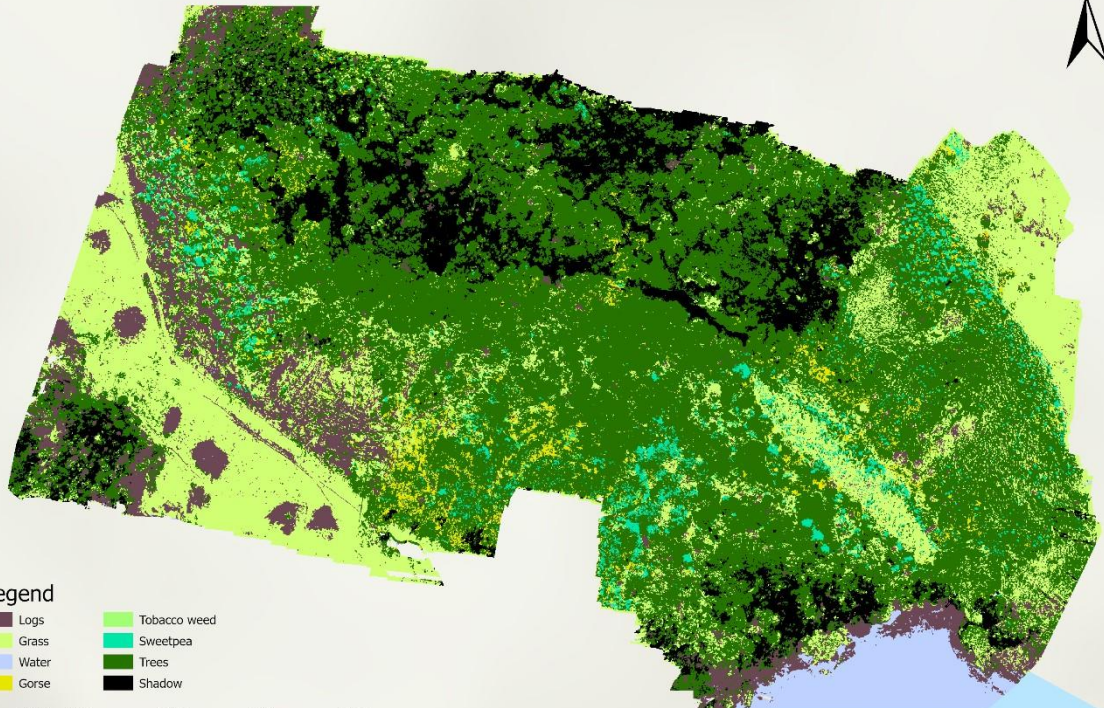 egend
Logs
Grass
Water
Gorse
Tobacco weed
Sweetpea
Trees
Shadow